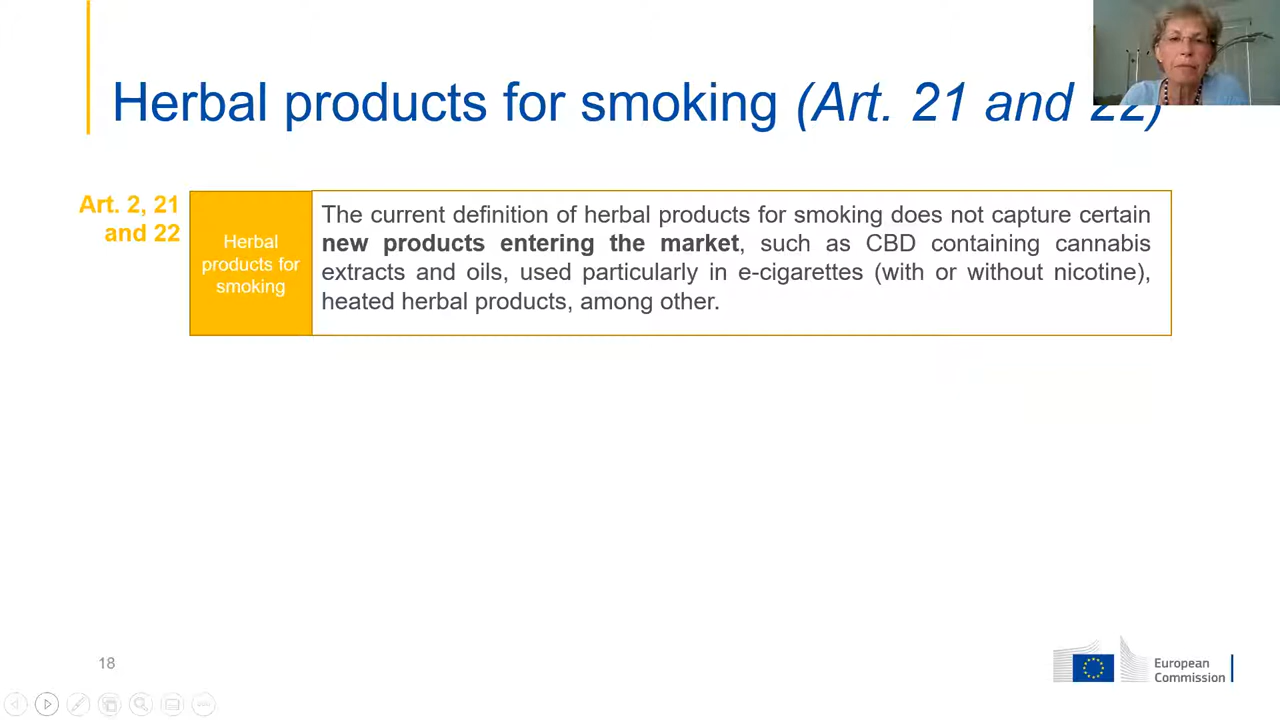 Herbal products for smoking (Art. 21 and 22)
Art. 2, 21
and 22
Herbal
products for
smoking
The current definition of herbal products for smoking does not capture certain
new products entering the market, such as CBD containing cannabis
extracts and oils, used particularly in e-cigarettes (with or without nicotine),
heated herbal products, among other.
18
European
Commission